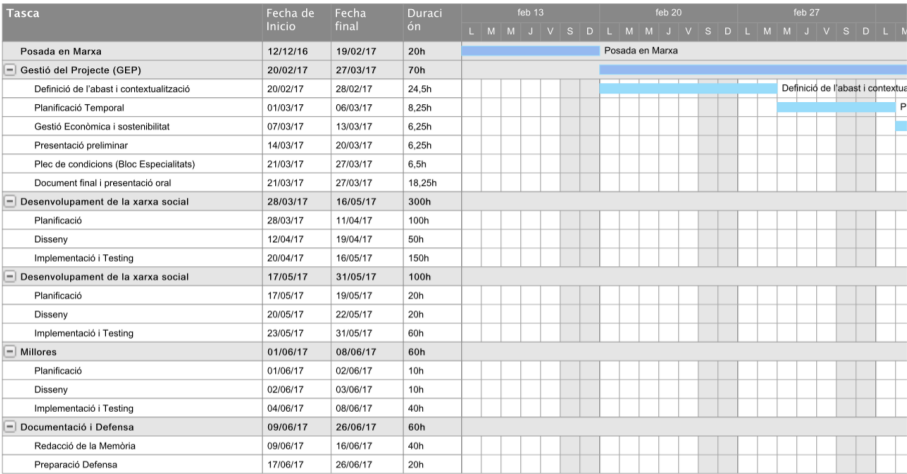 Tasca Fecha de Inicio Fecha final Duración feb 13 feb 20 feb 27
L M M J V S D L M M J V S D L M M J V S D L M
Posada en Marxa 12/12/16 19/02/17 20h Posada en Marxa
Gestió del Projecte (GEP) 20/02/17 27/03/17 70h
Definició de l'abast i contextualització 20/02/17 28/02/17 24,5h Definició de l'abast i contextua
Planificació Temporal 01/03/17 06/03/17 8,25h P
Gestió Econòmica i sostenibilitat 07/03/17 13/03/17 6,25h
Presentació preliminar 14/03/17 20/03/17 6,25h
Plec de condicions (Bloc Especialitats) 21/03/17 27/03/17 6,5h
Document final i presentació oral 21/03/17 27/03/17 18,25h
Desenvolupament de la xarxa social 28/03/17 16/05/17 300h
Planificació 28/03/17 11/04/17 100h
Disseny 12/04/17 19/04/17 50h
Implementació i Testing 20/04/17 16/05/17 150h
Desenvolupament de la xarxa social 17/05/17 31/05/17 100h
Planificació 17/05/17 19/05/17 20h
Disseny 20/05/17 22/05/17 20h
Implementació i Testing 23/05/17 31/05/17 60h
Millores 01/06/17 08/06/17 60h
Planificació 01/06/17 02/06/17 10h
Disseny 02/06/17 03/06/17 10h
Implementació i Testing 04/06/17 08/06/17 40h
Documentació i Defensa 09/06/17 26/06/17 60h
Redacció de la Memòria 09/06/17 16/06/17 40h
Preparació Defensa 17/06/17 26/06/17 20h